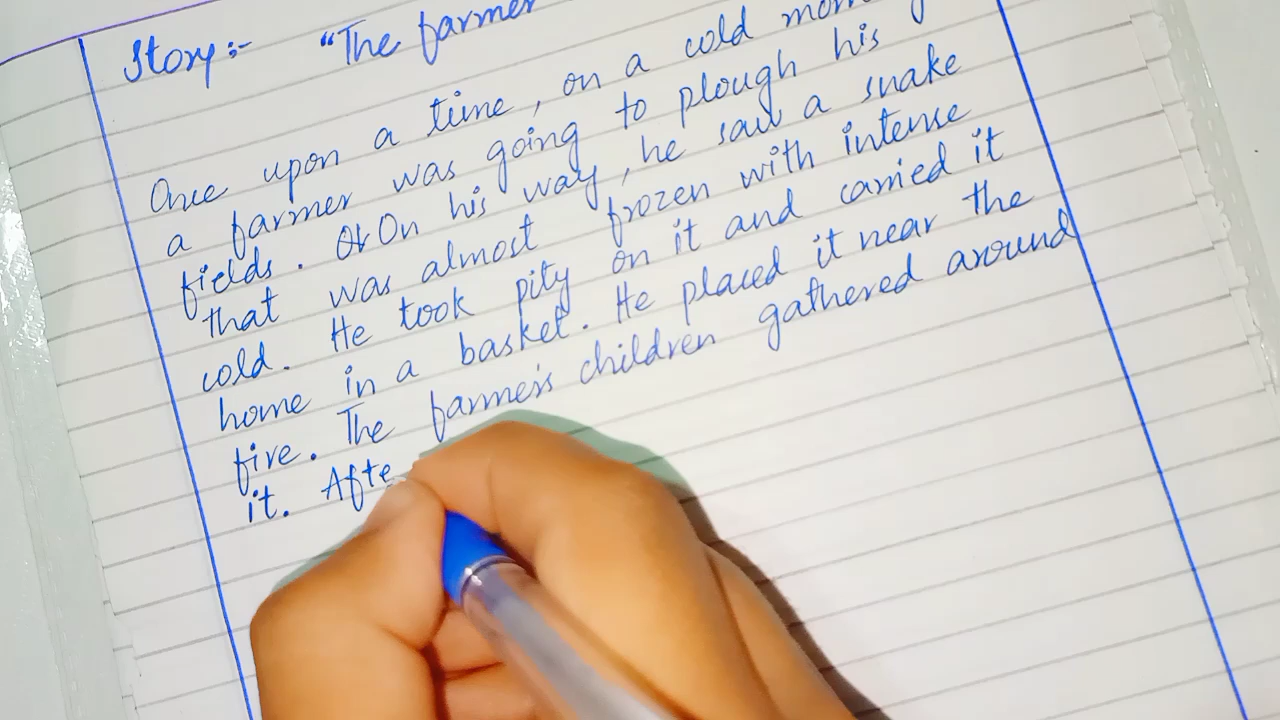 Story:- "The farmer
Once upon a time, on a cold
a farmer was going to plough his
fields. On his way, he saw a snake
that was almost frozen with intense
cold. He took pity on it and carried it
home in a basket. He placed it near the
fire. The farmer's children gathered around
it. Afte